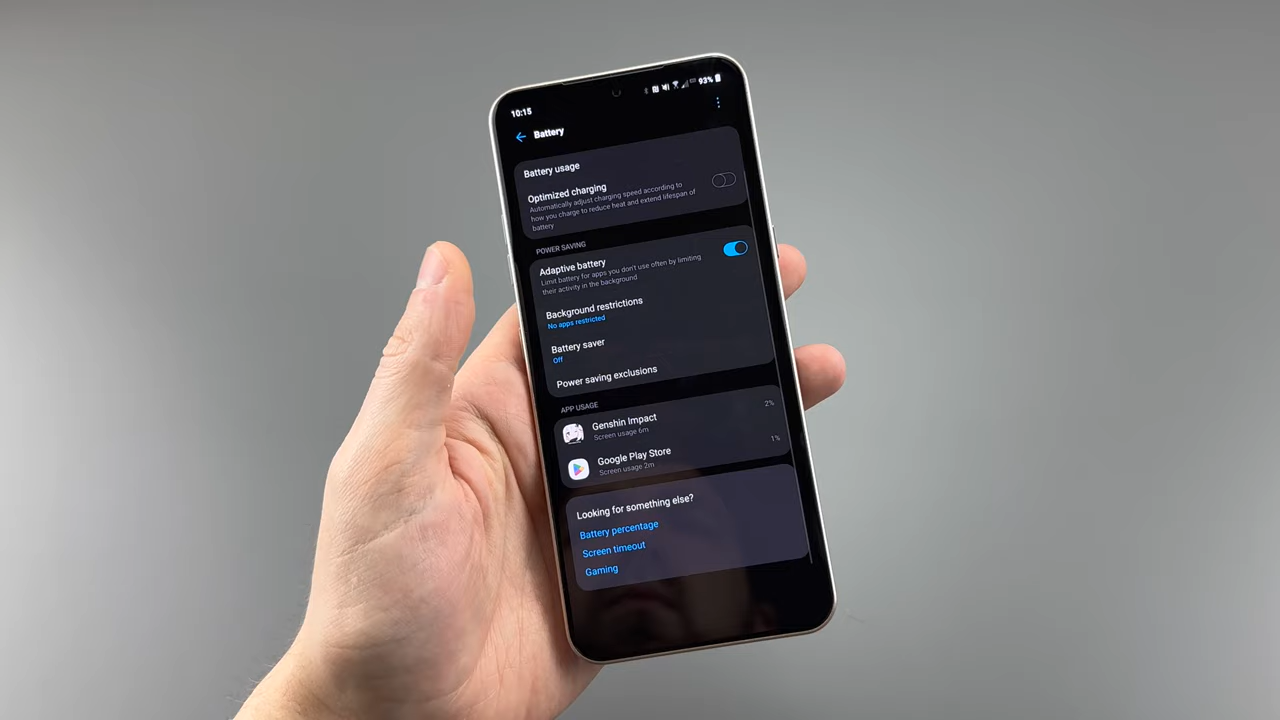 10:15
93%
Battery
Battery usage
Optimized charging
Automatically adjust charging speed according to
how you charge to reduce heat and extend lifespan of
battery
POWER SAVING
Adaptive battery
Limit battery for apps you don't use often by limiting
their activity in the background
Background restrictions
No apps restricted
Battery saver
Off
Power saving exclusions
APP USAGE
Genshin Impact
2%
Screen usage 6m
Google Play Store
1%
Screen usage 2m
Looking for something else?
Battery percentage
Screen timeout
Gaming